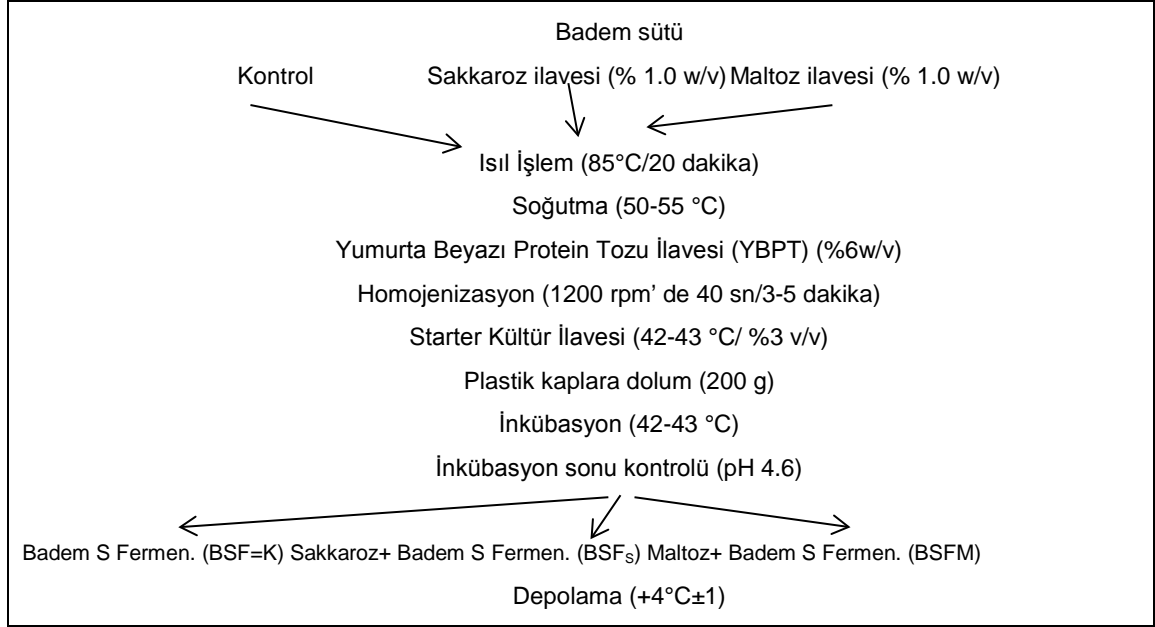 Badem sütü
Kontrol Sakkaroz ilavesi (% 1.0 w/v) Maltoz ilavesi (% 1.0 w/v)
Isıl İşlem (85°C/20 dakika)
Soğutma (50-55 °C)
Yumurta Beyazı Protein Tozu İlavesi (YBPT) (%6w/v)
Homojenizasyon (1200 rpm’ de 40 sn/3-5 dakika)
Starter Kültür İlavesi (42-43 °C/ %3 v/v)
Plastik kaplara dolum (200 g)
İnkübasyon (42-43 °C)
İnkübasyon sonu kontrolü (pH 4.6)
Badem S Fermen. (BSF=K) Sakkaroz+ Badem S Fermen. (BSFₛ) Maltoz+ Badem S Fermen. (BSFM)
Depolama (+4°C±1)